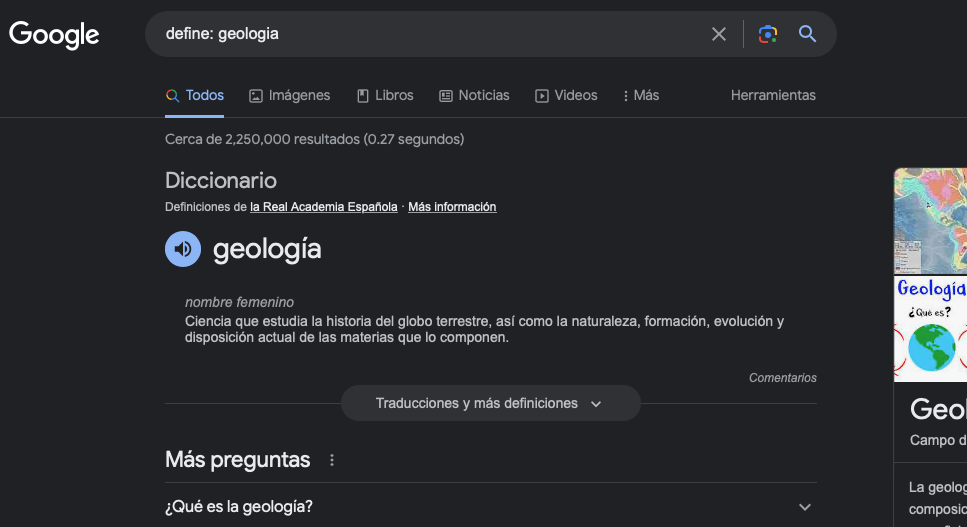 Google
define: geologia
Todos
Imágenes
Libros
Noticias
Videos
Más
Herramientas
Cerca de 2,250,000 resultados (0.27 segundos)
Diccionario
Definiciones de la Real Academia Española · Más información
geología
nombre femenino
Ciencia que estudia la historia del globo terrestre, así como la naturaleza, formación, evolución y
disposición actual de las materias que lo componen.
Comentarios
Traducciones y más definiciones
Más preguntas
¿Qué es la geología?
Geología
¿Qué es?
Geol
Campo d
La geolog
composic